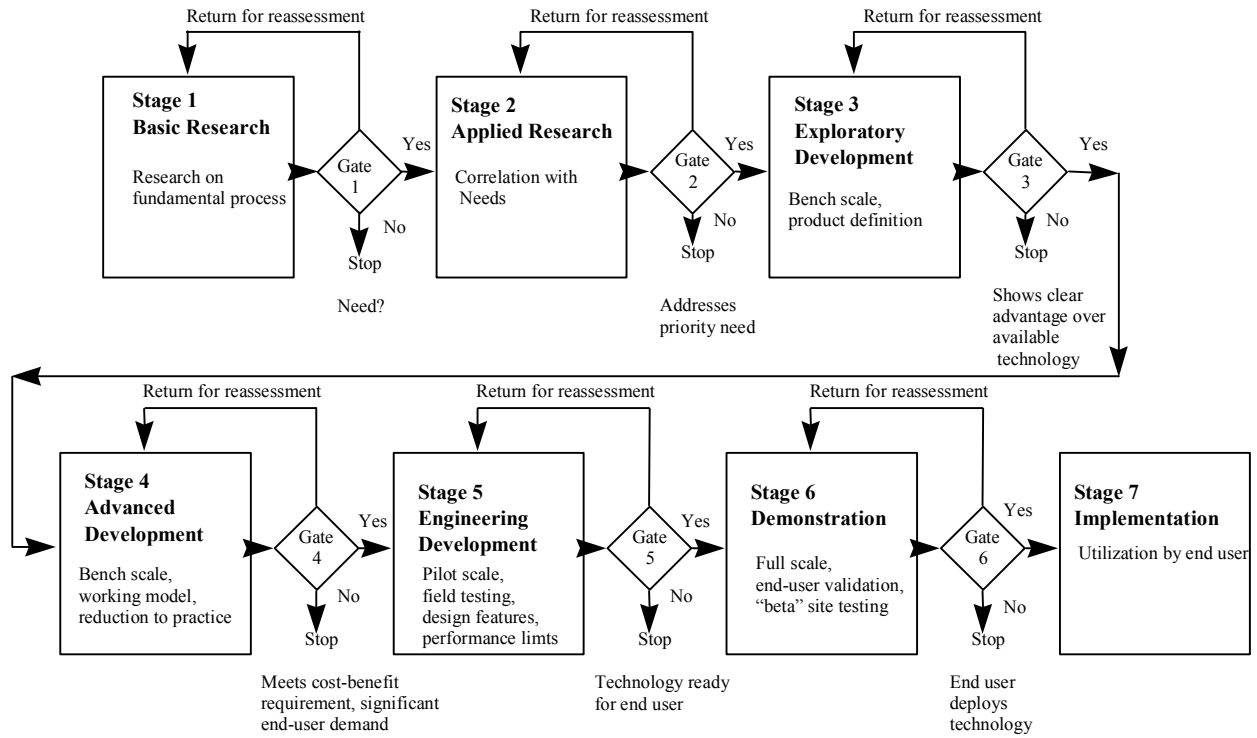 Return for reassessment
Return for reassessment
Return for reassessment
Stage 1
Basic Research
Research on
fundamental process
Gate
1
Yes
No
Stop
Need?
Stage 2
Applied Research
Correlation with
Needs
Gate
2
Yes
No
Stop
Addresses
priority need
Stage 3
Exploratory
Development
Bench scale,
product definition
Gate
3
Yes
No
Stop
Shows clear
advantage over
available
technology
Return for reassessment
Return for reassessment
Return for reassessment
Stage 4
Advanced
Development
Bench scale,
working model,
reduction to practice
Gate
4
Yes
No
Stop
Meets cost-benefit
requirement, significant
end-user demand
Stage 5
Engineering
Development
Pilot scale,
field testing,
design features,
performance limts
Gate
5
Yes
No
Stop
Technology ready
for end user
Stage 6
Demonstration
Full scale,
end-user validation,
“beta” site testing
Gate
6
Yes
No
Stop
End user
deploys
technology
Stage 7
Implementation
Utilization by end user